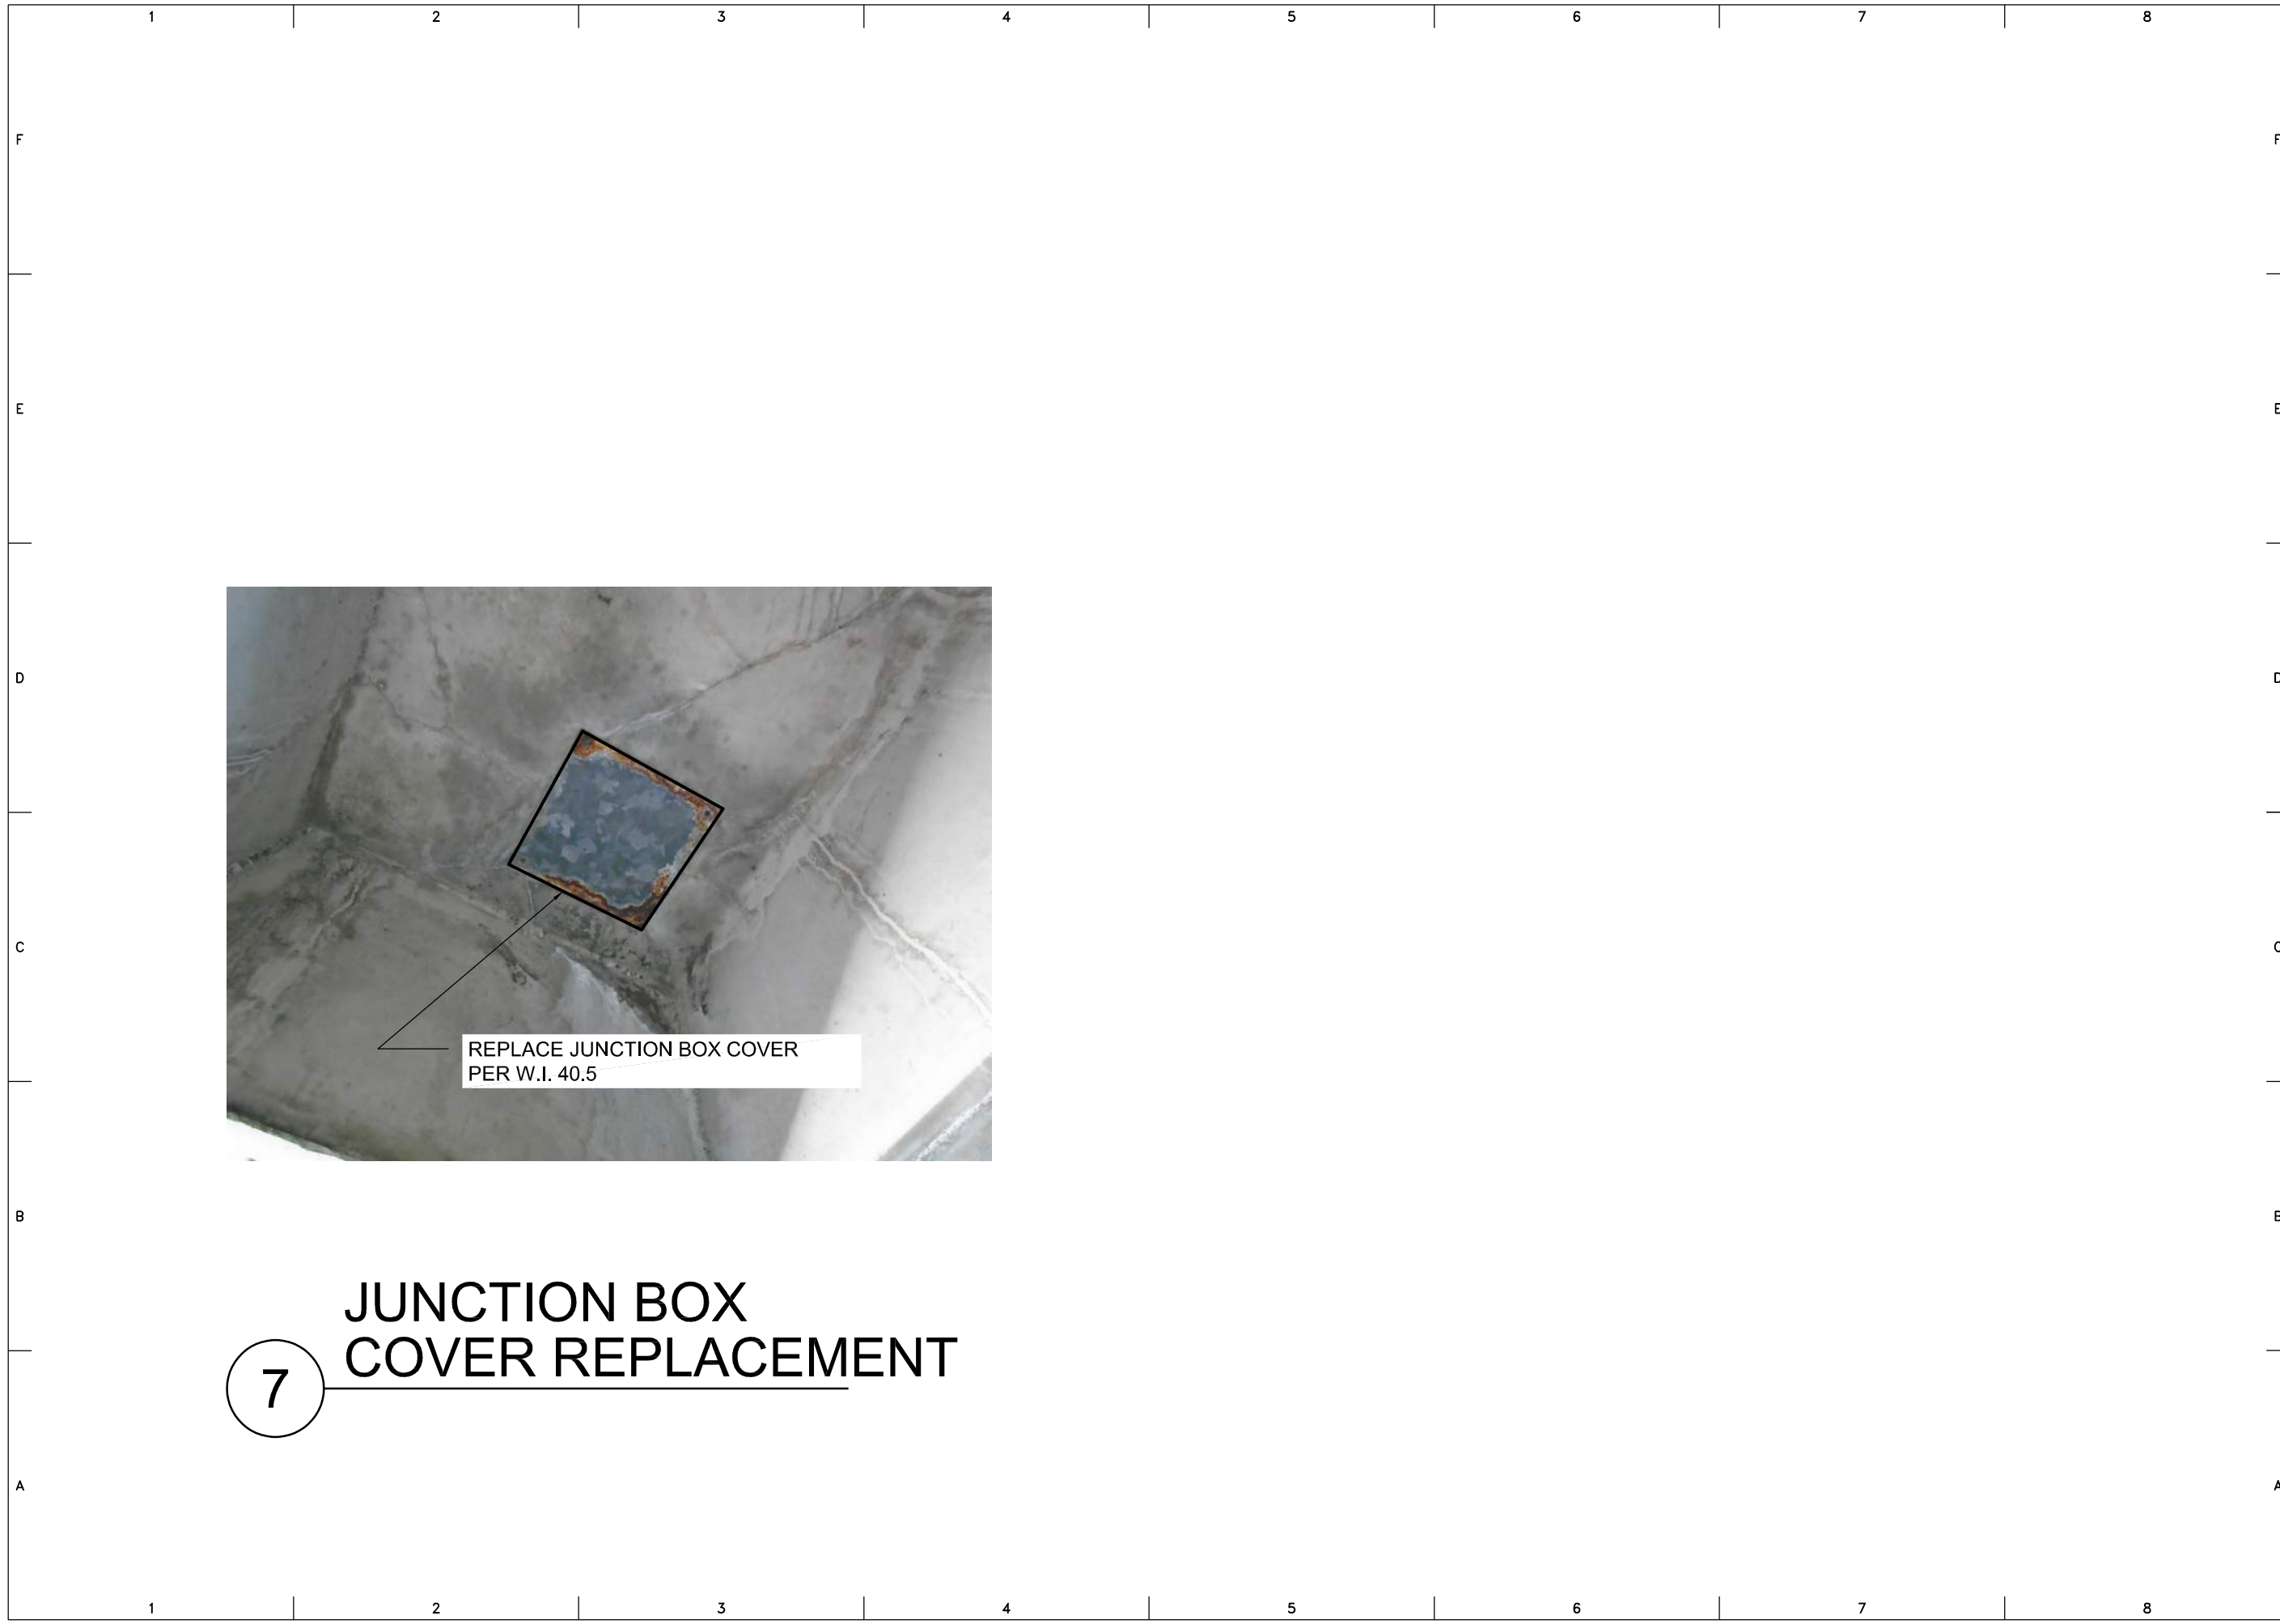 1 2 3 4 5 6 7 8
F F
E E
D D
C C
REPLACE JUNCTION BOX COVER
PER W.I. 40.5
B B
JUNCTION BOX
COVER REPLACEMENT
7
A A
1 2 3 4 5 6 7 8